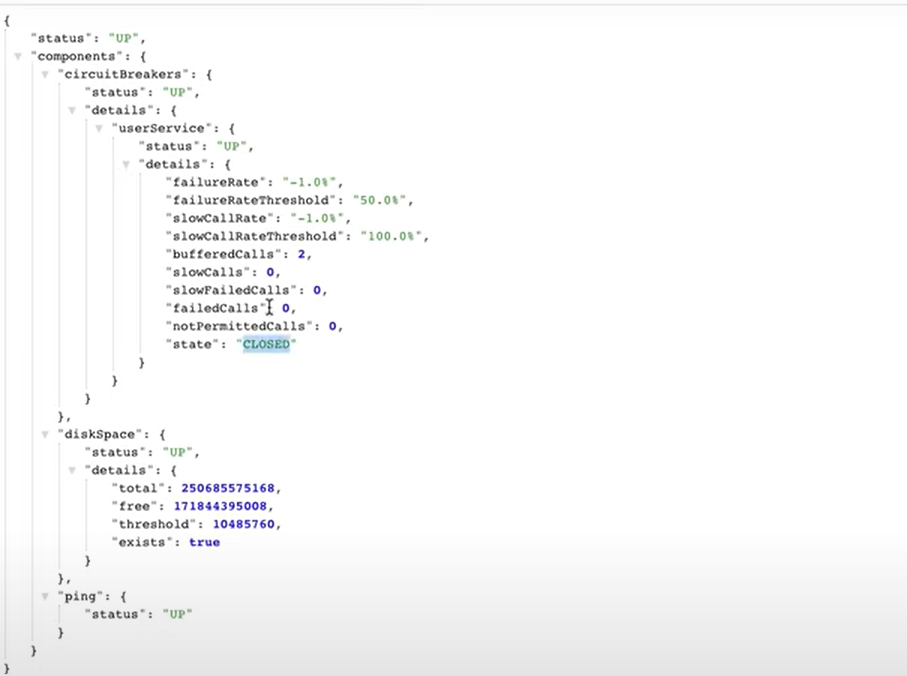 {
"status": "UP",
"components": {
"circuitBreakers": {
"status": "UP",
"details": {
"userService": {
"status": "UP",
"details": {
"failureRate": "-1.0%",
"failureRateThreshold": "50.0%",
"slowCallRate": "-1.0%",
"slowCallRateThreshold": "100.0%",
"bufferedCalls": 2,
"slowCalls": 0,
"slowFailedCalls": 0,
"failedCalls": 0,
"notPermittedCalls": 0,
"state": "CLOSED"
}
}
}
},
"diskSpace": {
"status": "UP",
"details": {
"total": 250685575168,
"free": 171844395008,
"threshold": 10485760,
"exists": true
}
},
"ping": {
"status": "UP"
}
}
}